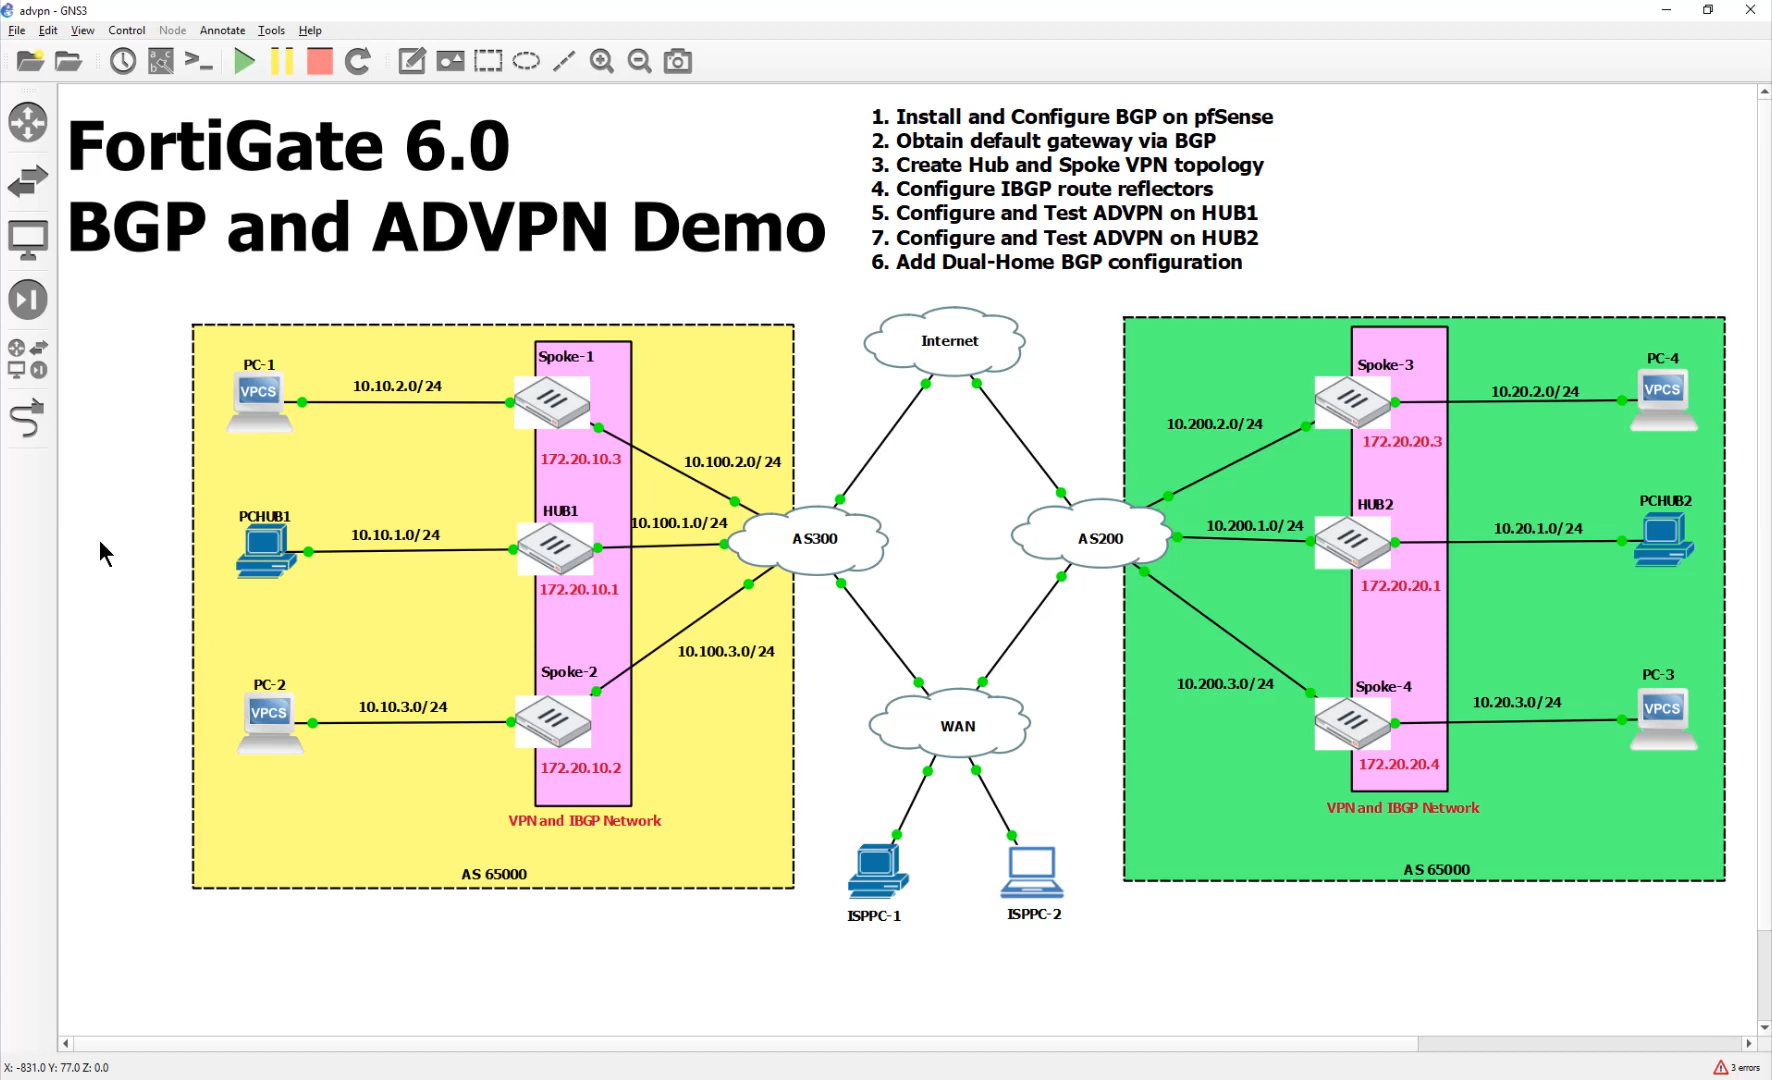 advpn - GNS3
File Edit View Control Node Annotate Tools Help
FortiGate 6.0
BGP and ADVPN Demo
1. Install and Configure BGP on pfSense
2. Obtain default gateway via BGP
3. Create Hub and Spoke VPN topology
4. Configure IBGP route reflectors
5. Configure and Test ADVPN on HUB1
7. Configure and Test ADVPN on HUB2
6. Add Dual-Home BGP configuration
PC-1
VPCS
10.10.2.0/24
Spoke-1
172.20.10.3
10.100.2.0/24
PCHUB1
10.10.1.0/24
HUB1
172.20.10.1
10.100.1.0/24
PC-2
VPCS
10.10.3.0/24
Spoke-2
172.20.10.2
10.100.3.0/24
VPN and IBGP Network
AS 65000
Internet
AS300
AS200
WAN
ISPPC-1
ISPPC-2
10.200.2.0/24
Spoke-3
172.20.20.3
10.20.2.0/24
PC-4
VPCS
10.200.1.0/24
HUB2
172.20.20.1
10.20.1.0/24
PCHUB2
10.200.3.0/24
Spoke-4
172.20.20.4
10.20.3.0/24
PC-3
VPCS
VPN and IBGP Network
AS 65000
X: -831.0 Y: 77.0 Z: 0.0
3 errors